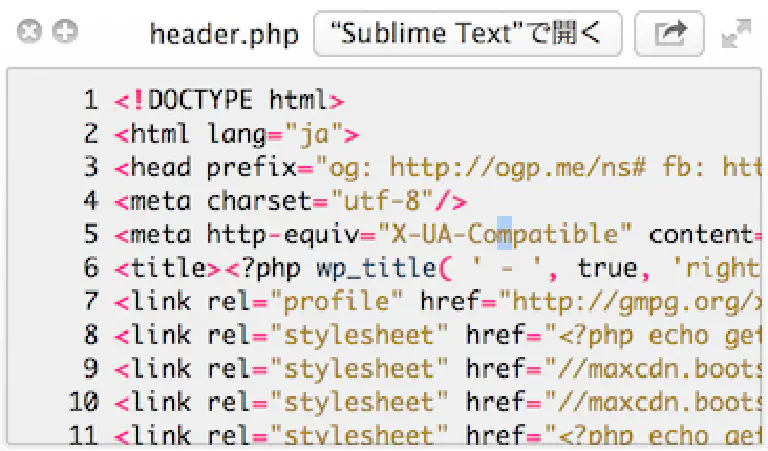 header.php “Sublime Text”で開く
1 <!DOCTYPE html>
2 <html lang="ja">
3 <head prefix="og: http://ogp.me/ns# fb: htt
4 <meta charset="utf-8"/>
5 <meta http-equiv="X-UA-Compatible" content=
6 <title><?php wp_title( ' - ', true, 'right
7 <link rel="profile" href="http://gmpg.org/x
8 <link rel="stylesheet" href="<?php echo get
9 <link rel="stylesheet" href="//maxcdn.boots
10 <link rel="stylesheet" href="//maxcdn.boots
11 <link rel="stylesheet" href="<?php echo get